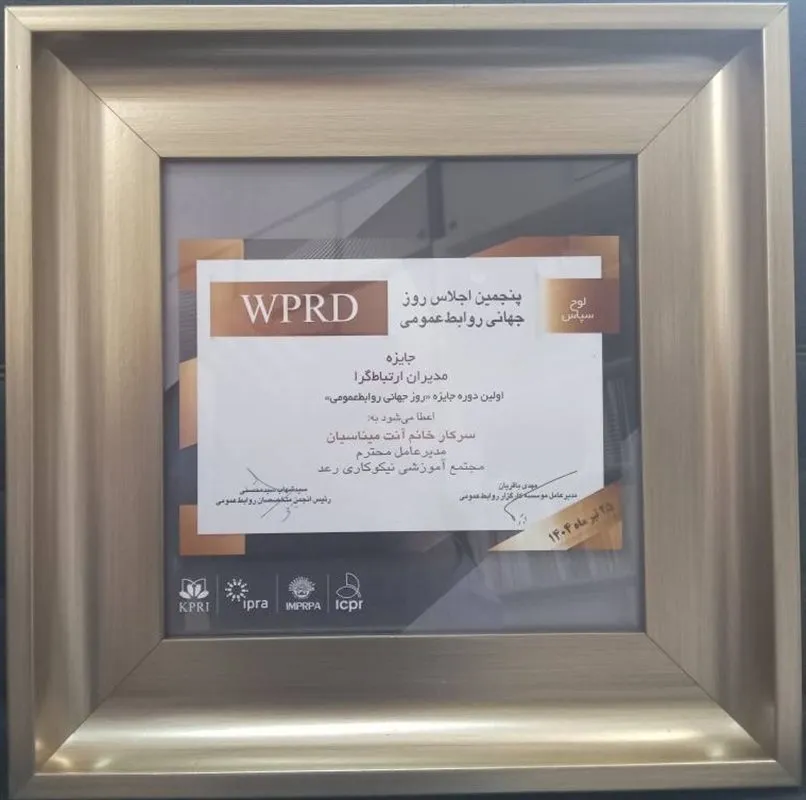 WPRD
پنجمین اجلاس روز
جهانی روابط‌عمومی
لوح
سپاس
جایزه
مدیران ارتباط‌گرا
اولین دوره جایزه «روز جهانی روابط‌عمومی»
اعطا می‌شود به:
سرکار خانم آنت میناسیان
مدیرعامل محترم
مجتمع آموزشی نیکوکاری رعد
مهدی باقریان
مدیرعامل موسسه کارگزار روابط عمومی
سیدشهاب سیدمحسنی
رئیس انجمن متخصصان روابط عمومی
۲۵ تیر ماه ۱۴۰۴
KPRI
ipra
IMPRPA
icpr